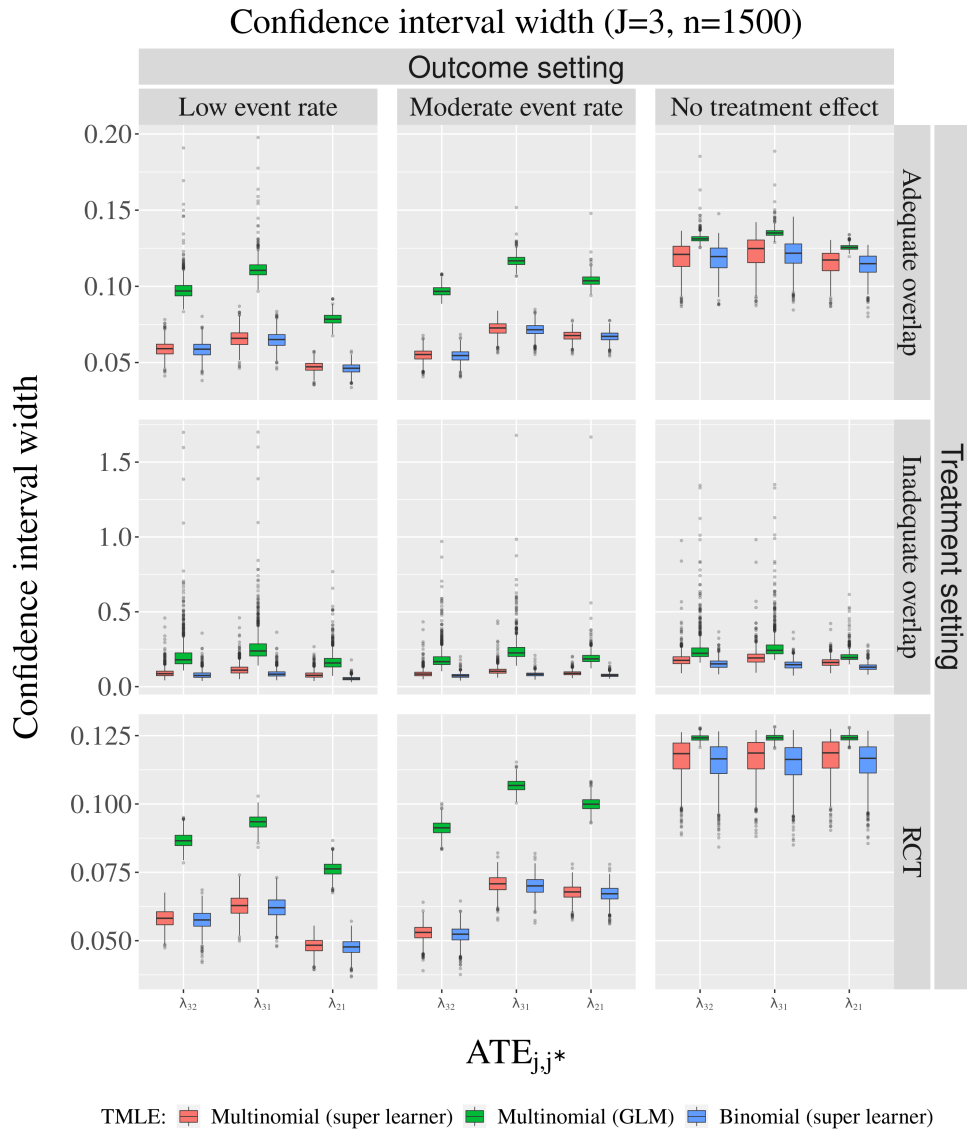 Confidence interval width (J=3, n=1500)
Outcome setting
Low event rate
Moderate event rate
No treatment effect
Confidence interval width
0.20
0.15
0.10
0.05
Adequate overlap
1.5
1.0
0.5
0.0
Inadequate overlap
Treatment setting
0.125
0.100
0.075
0.050
RCT
λ32 λ31 λ21
λ32 λ31 λ21
λ32 λ31 λ21
ATEj,j*
TMLE: Multinomial (super learner) Multinomial (GLM) Binomial (super learner)